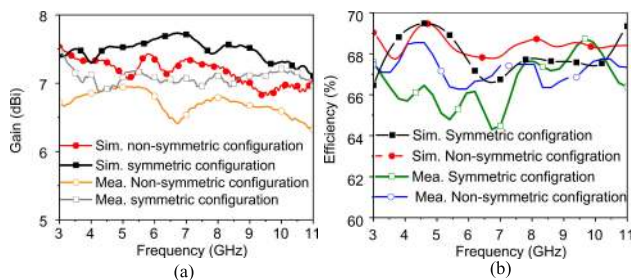 8
7
6
5
Gain (dBi)
Sim. non-symmetric configuration
Sim. symmetric configuration
Mea. Non-symmetric configuration
Mea. symmetric configuration
3 4 5 6 7 8 9 10 11
Frequency (GHz)
(a)
70
68
66
64
62
60
Efficiency (%)
Sim. Symmetric configration
Sim. Non-symmetric configration
Mea. Symmetric configration
Mea. Non-symmetric configration
3 4 5 6 7 8 9 10 11
Frequency (GHz)
(b)